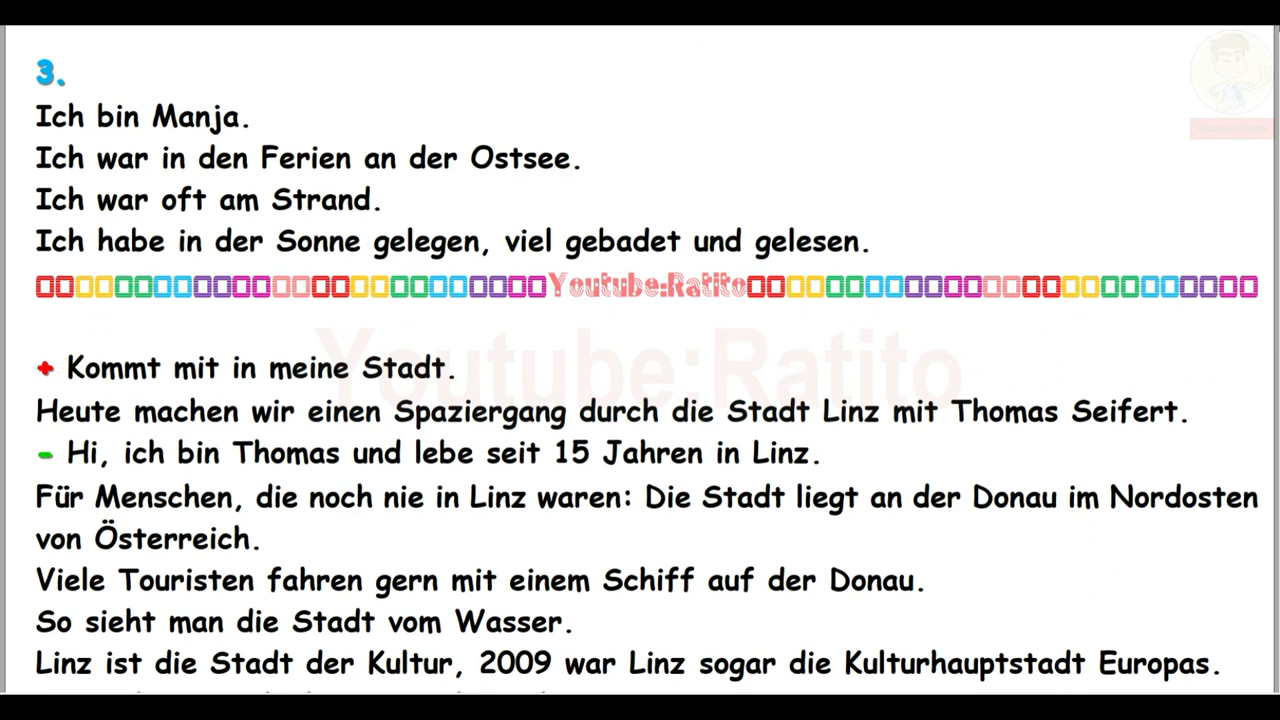 3.
Ich bin Manja.
Ich war in den Ferien an der Ostsee.
Ich war oft am Strand.
Ich habe in der Sonne gelegen, viel gebadet und gelesen.
Youtube:Ratito
Youtube:Ratito
+ Kommt mit in meine Stadt.
Heute machen wir einen Spaziergang durch die Stadt Linz mit Thomas Seifert.
- Hi, ich bin Thomas und lebe seit 15 Jahren in Linz.
Für Menschen, die noch nie in Linz waren: Die Stadt liegt an der Donau im Nordosten
von Österreich.
Viele Touristen fahren gern mit einem Schiff auf der Donau.
So sieht man die Stadt vom Wasser.
Linz ist die Stadt der Kultur, 2009 war Linz sogar die Kulturhauptstadt Europas.